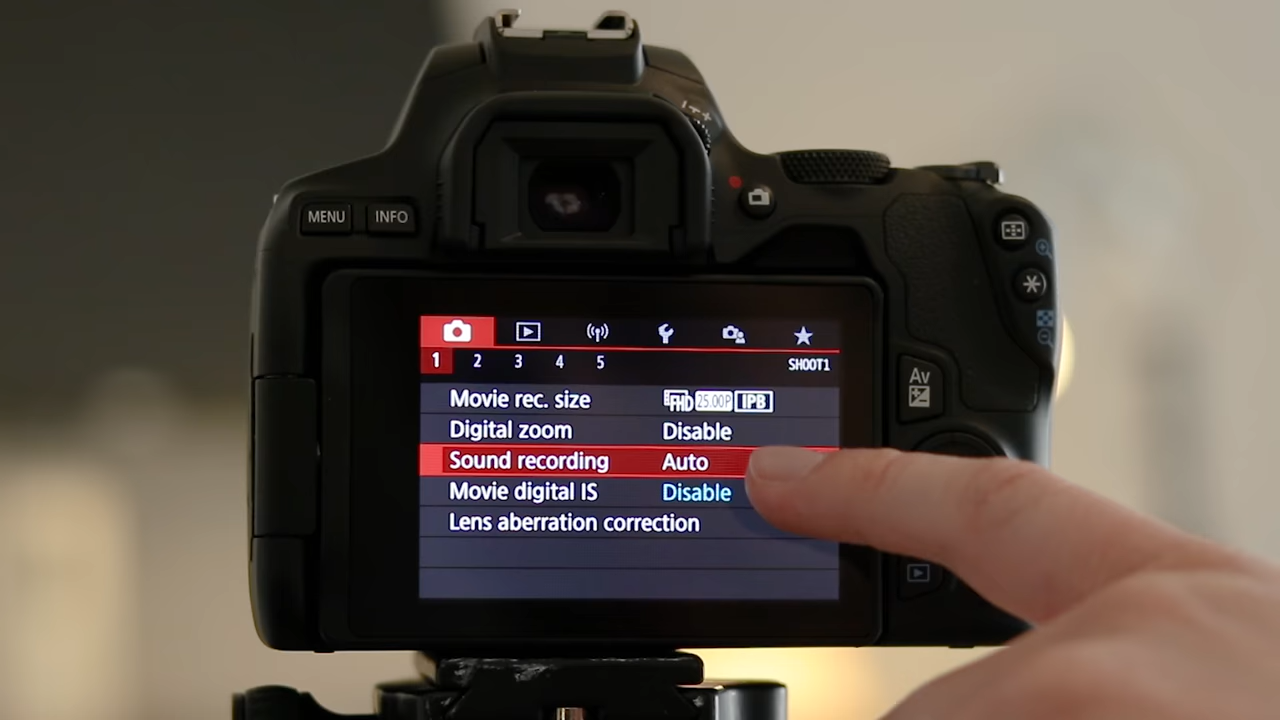 MENU INFO
1 2 3 4 5 SHOOT1
Movie rec. size FHD 25.00P IPB
Digital zoom Disable
Sound recording Auto
Movie digital IS Disable
Lens aberration correction
Av